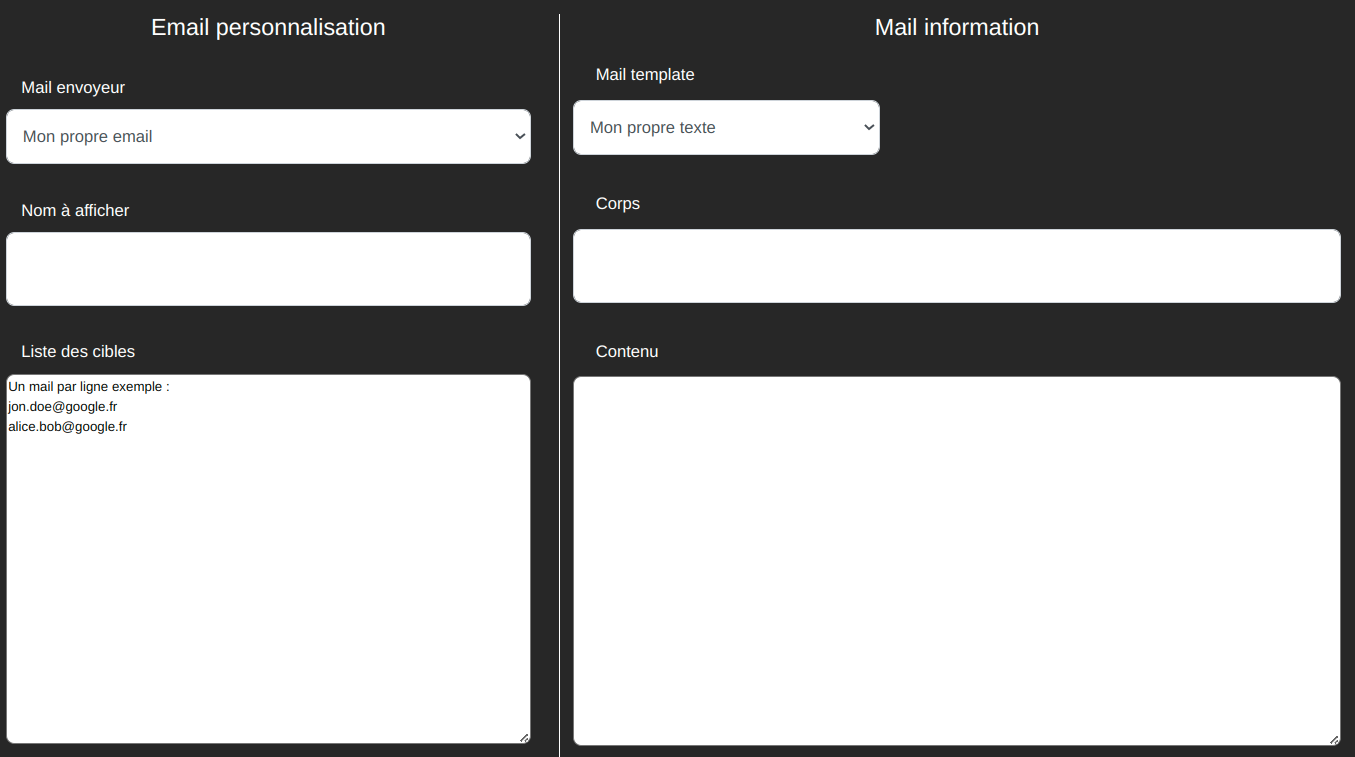 Email personnalisation
Mail envoyeur
Mon propre email
Nom à afficher
Liste des cibles
Un mail par ligne exemple :
jon.doe@google.fr
alice.bob@google.fr
Mail information
Mail template
Mon propre texte
Corps
Contenu